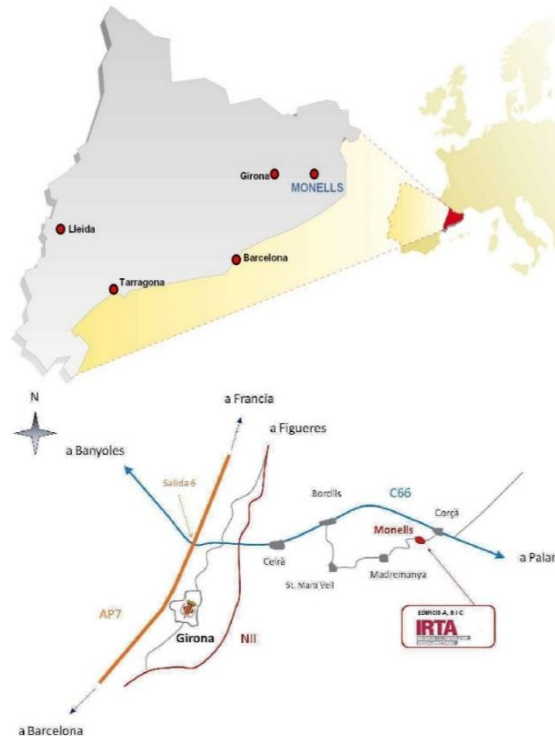 Girona
MONELLS
Lleida
Barcelona
Tarragona
N
a Francia
a Figueres
a Banyoles
Salida 6
C66
Bordils
Corçà
Monells
Celrà
a Palam
St. Martí Vell
Madremanya
AP7
Girona
NII
EDIFICIS A, B I C
IRTA
a Barcelona